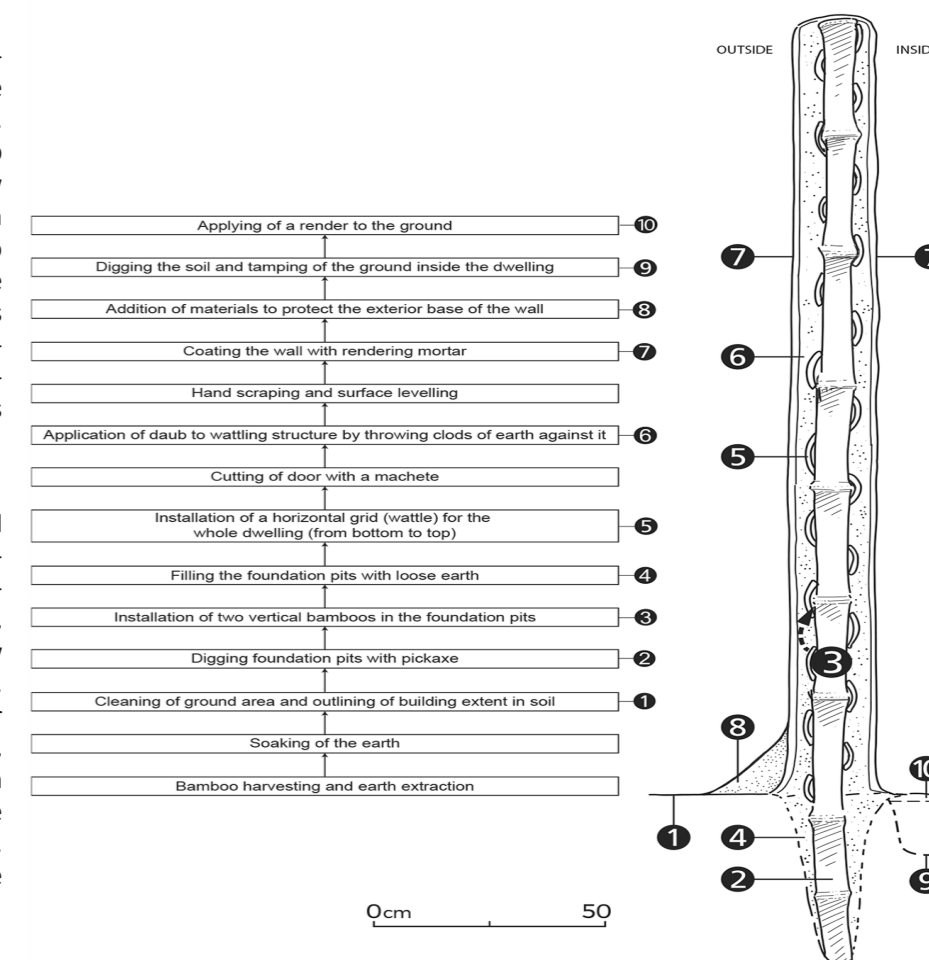 OUTSIDE
Applying of a render to the ground
10
Digging the soil and tamping of the ground inside the dwelling
9
Addition of materials to protect the exterior base of the wall
8
Coating the wall with rendering mortar
7
Hand scraping and surface levelling
Application of daub to wattling structure by throwing clods of earth against it
6
Cutting of door with a machete
Installation of a horizontal grid (wattle) for the
whole dwelling (from bottom to top)
5
Filling the foundation pits with loose earth
4
Installation of two vertical bamboos in the foundation pits
3
Digging foundation pits with pickaxe
2
Cleaning of ground area and outlining of building extent in soil
1
Soaking of the earth
Bamboo harvesting and earth extraction
7
6
5
3
8
10
1
4
2
9
0cm 50